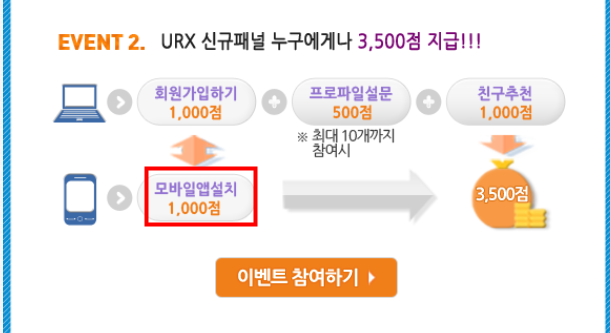 EVENT 2. URX 신규패널 누구에게나 3,500점 지급!!!
회원가입하기
1,000점
프로파일설문
500점
친구추천
1,000점
※ 최대 10개까지
참여시
모바일앱설치
1,000점
3,500점
이벤트 참여하기